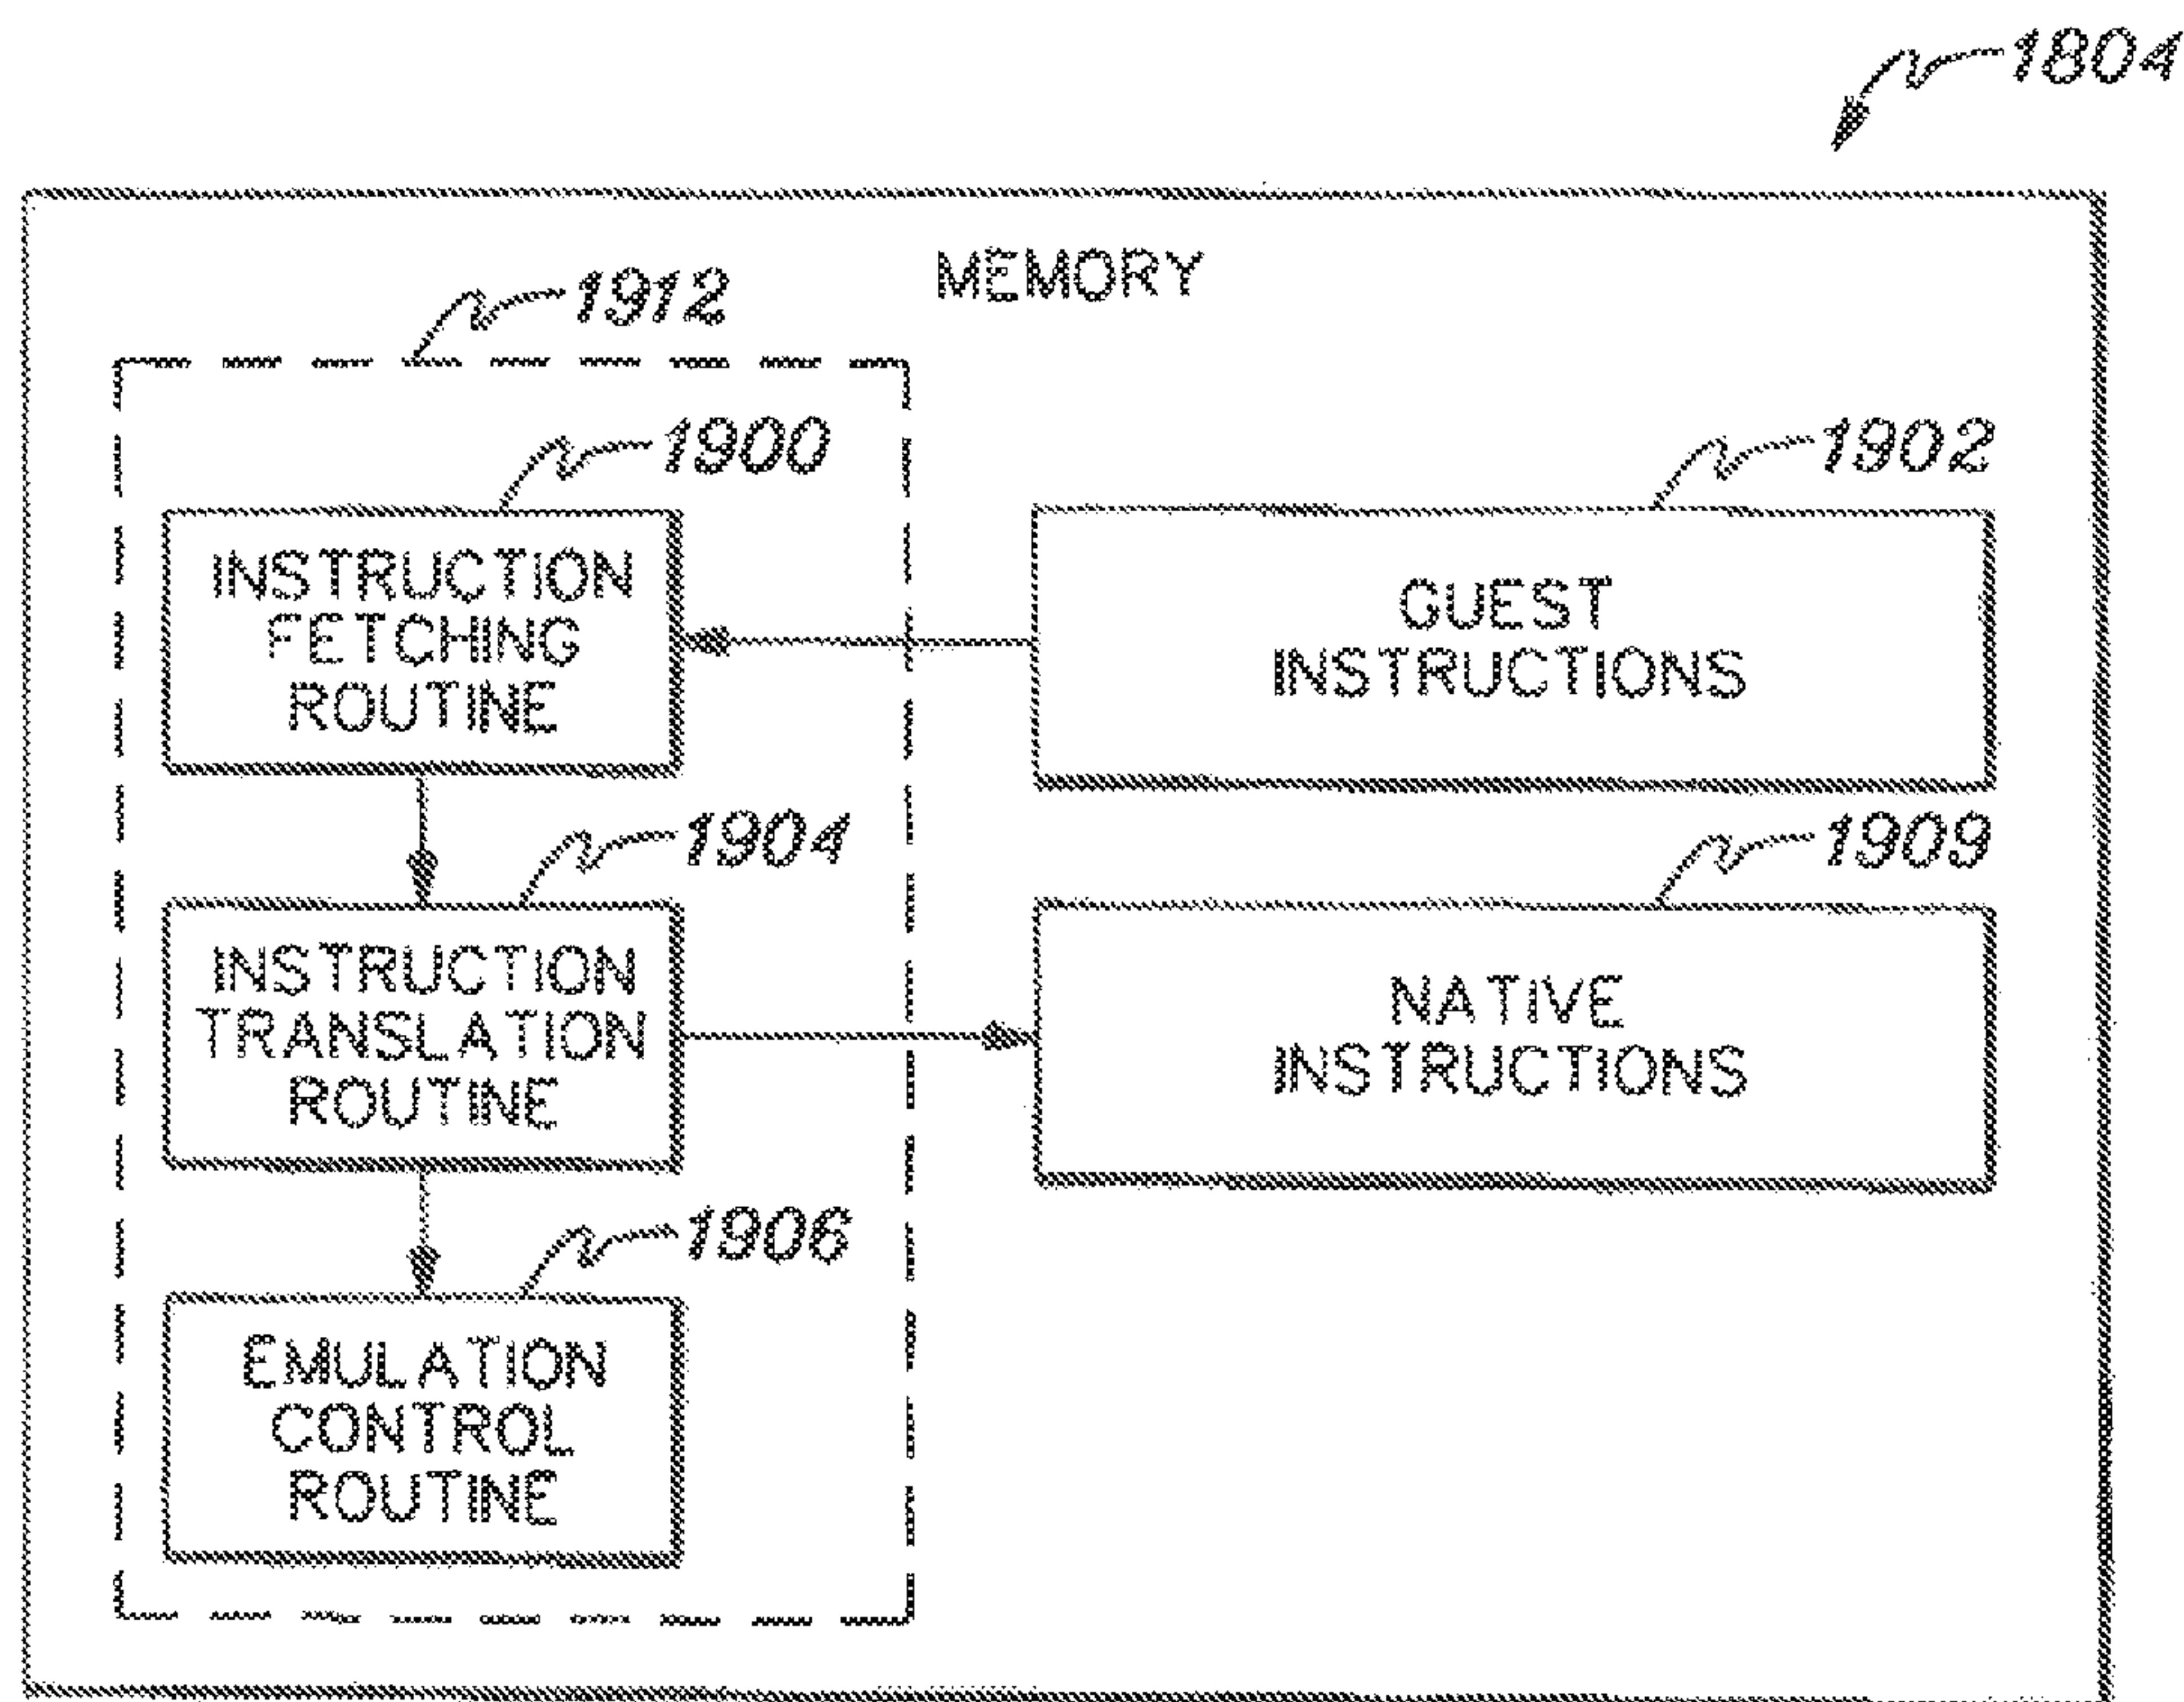 1804
MEMORY
1912
1900
INSTRUCTION
FETCHING
ROUTINE
1902
GUEST
INSTRUCTIONS
1904
INSTRUCTION
TRANSLATION
ROUTINE
1909
NATIVE
INSTRUCTIONS
1906
EMULATION
CONTROL
ROUTINE